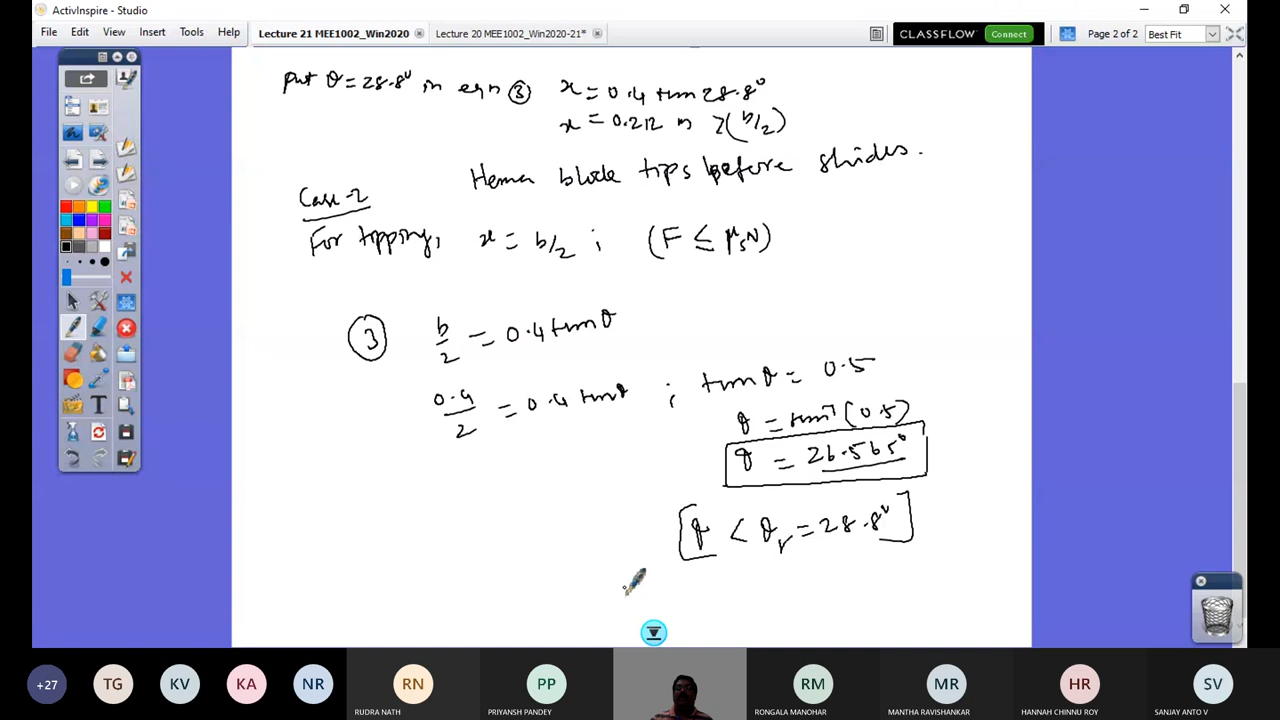 ActivInspire - Studio
File Edit View Insert Tools Help
Lecture 21 MEE1002_Win2020
Lecture 20 MEE1002_Win2020-21*
CLASSFLOW Connect
Page 2 of 2
Best Fit
Put θ = 28.8° in eqn ③ x = 0.4 tan 28.8°
x = 0.212 m > (b/2)
Hence block tips before slides.
Case-2
For tipping, x = b/2 ; (F ≤ μsN)
③ b/2 = 0.4 tanθ
0.4/2 = 0.4 tanθ ; tanθ = 0.5
θ = tan⁻¹(0.5)
θ = 26.565°
[θ < θr = 28.8°]
+27 TG KV KA NR RN PP RM MR HR SV
RUDRA NATH
PRIYANSH PANDEY
RONGALA MANOHAR
MANTHA RAVISHANKAR
HANNAH CHINNU ROY
SANJAY ANTO V